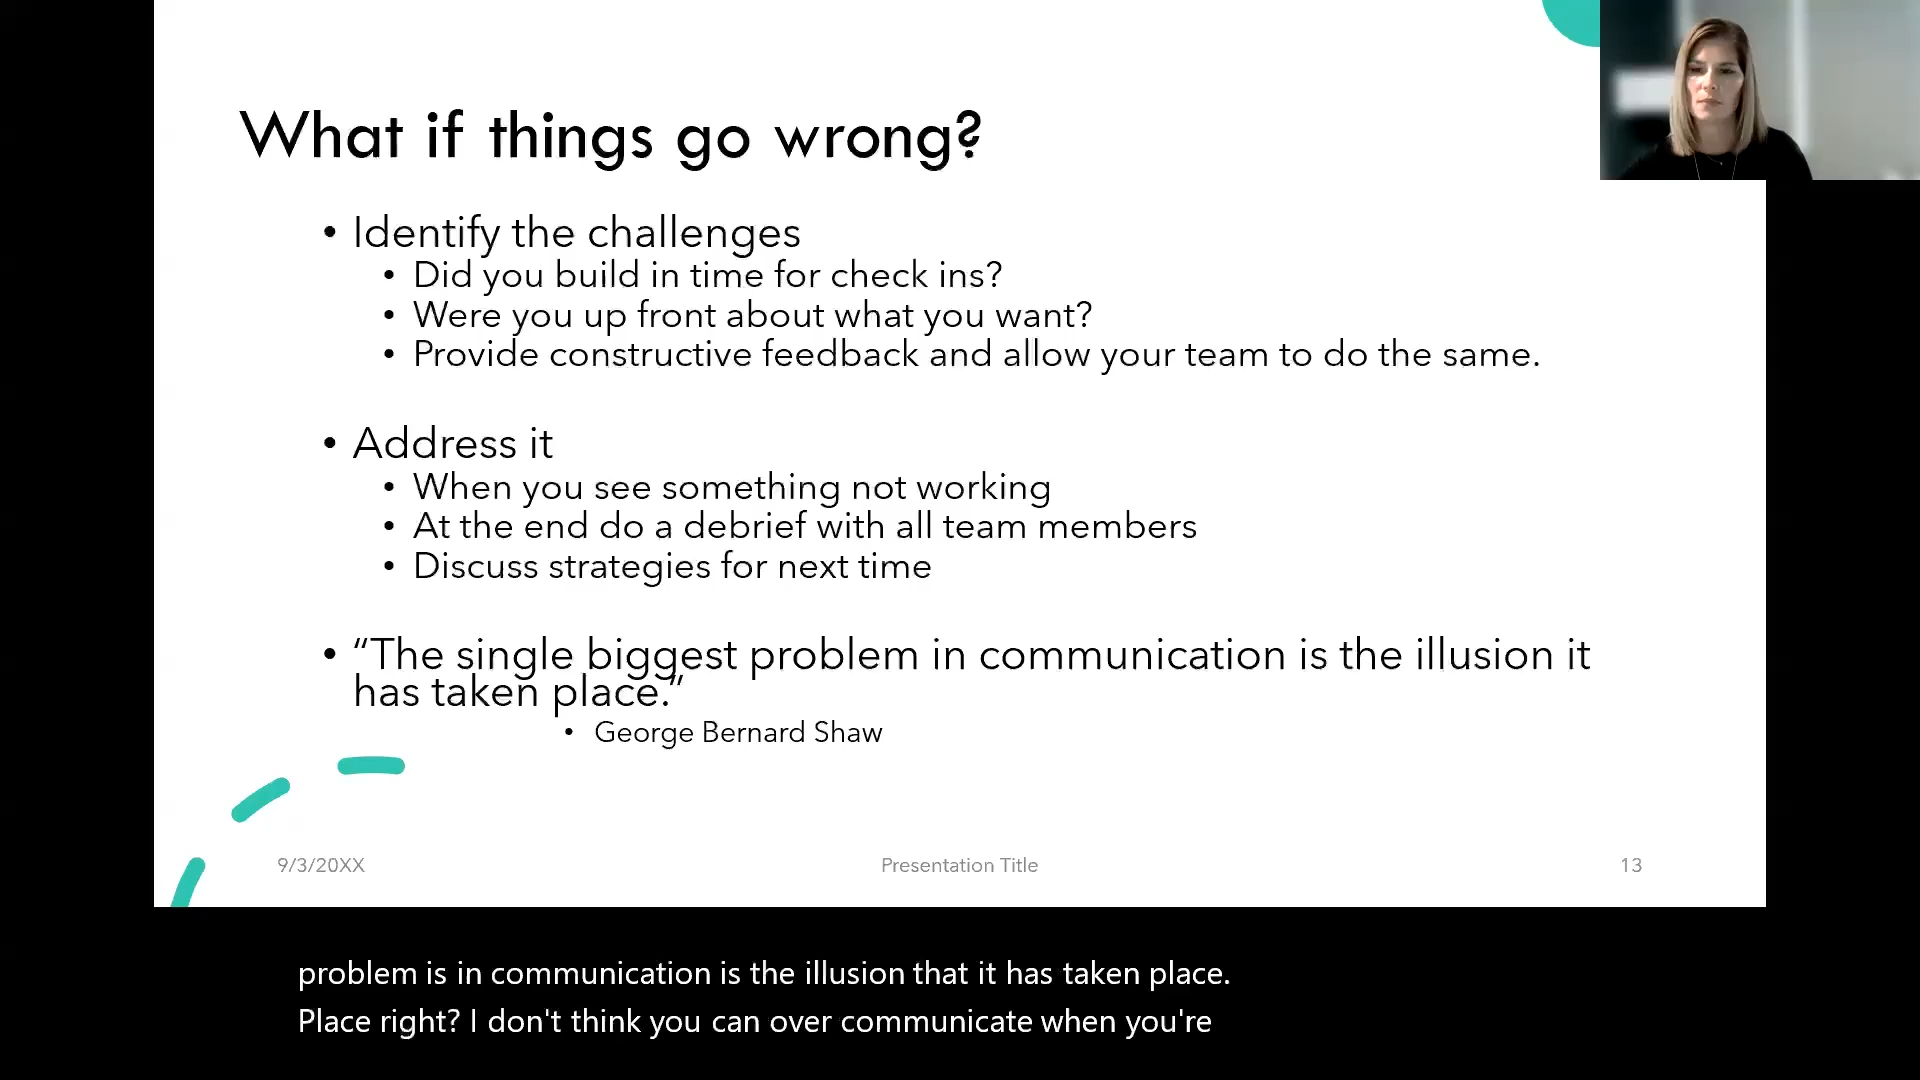 What if things go wrong?
• Identify the challenges
• Did you build in time for check ins?
• Were you up front about what you want?
• Provide constructive feedback and allow your team to do the same.
• Address it
• When you see something not working
• At the end do a debrief with all team members
• Discuss strategies for next time
• “The single biggest problem in communication is the illusion it
has taken place.”
• George Bernard Shaw
9/3/20XX
Presentation Title
13
problem is in communication is the illusion that it has taken place.
Place right? I don't think you can over communicate when you're